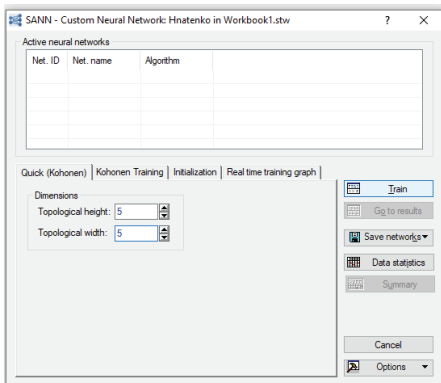 SANN - Custom Neural Network: Hnatenko in Workbook1.stw ? X
Active neural networks
Net. ID Net. name Algorithm
Quick (Kohonen) Kohonen Training Initialization Real time training graph
Dimensions
Topological height: 5
Topological width: 5
Train
Go to results
Save networks
Data statistics
Summary
Cancel
Options